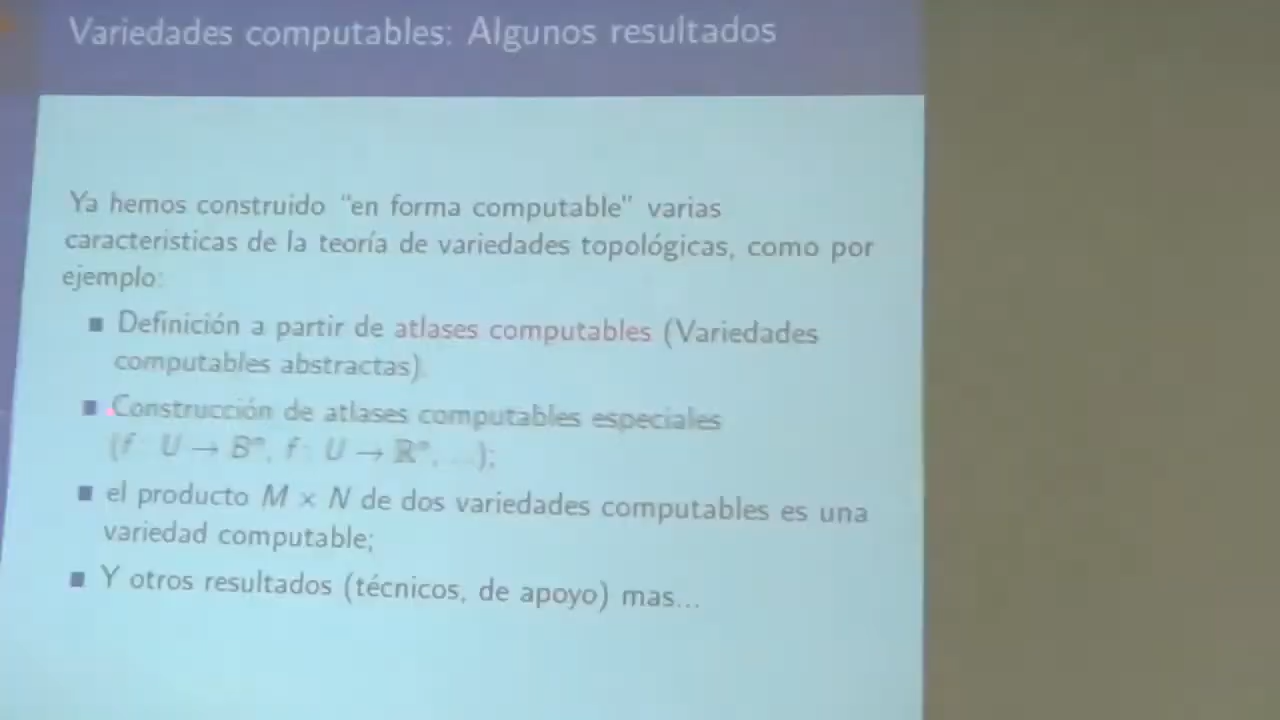 Variedades computables: Algunos resultados
Ya hemos construido “en forma computable” varias
caracteristicas de la teoría de variedades topológicas, como por
ejemplo:
■ Definición a partir de atlases computables (Variedades
computables abstractas).
■ Construcción de atlases computables especiales
(f : U → Bⁿ, f : U → ℝⁿ, ...);
■ el producto M × N de dos variedades computables es una
variedad computable;
■ Y otros resultados (técnicos, de apoyo) mas...